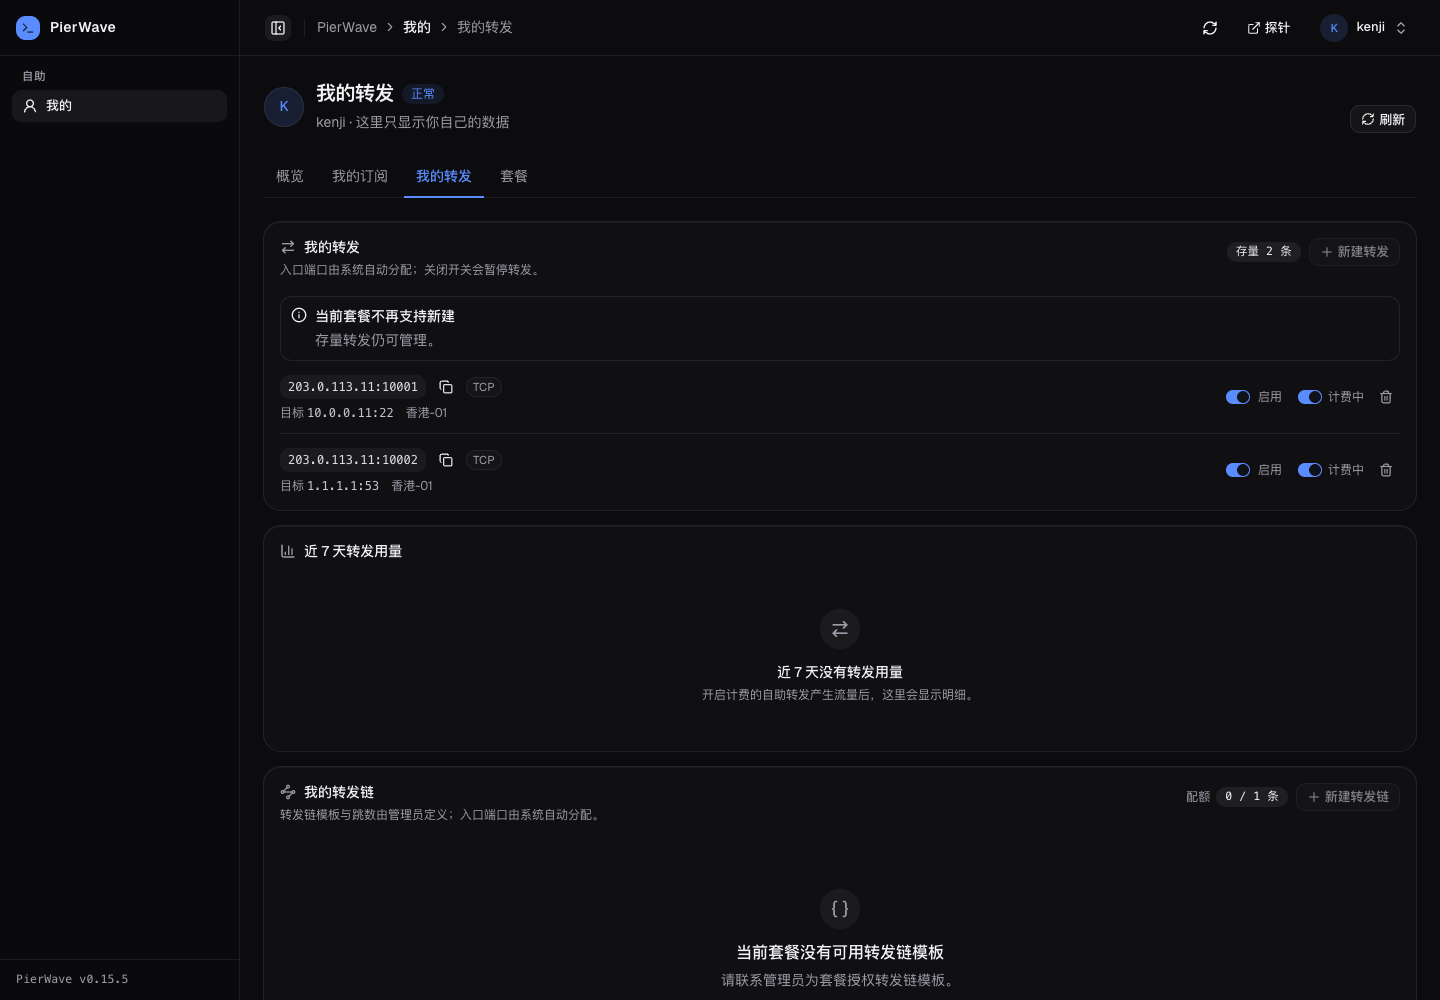 PierWave
PierWave > 我的 > 我的转发
探针
K
kenji
自助
我的
K
我的转发
正常
kenji · 这里只显示你自己的数据
刷新
概览
我的订阅
我的转发
套餐
我的转发
入口端口由系统自动分配；关闭开关会暂停转发。
存量 2 条
新建转发
当前套餐不再支持新建
存量转发仍可管理。
203.0.113.11:10001
TCP
目标 10.0.0.11:22 香港-01
启用
计费中
203.0.113.11:10002
TCP
目标 1.1.1.1:53 香港-01
启用
计费中
近 7 天转发用量
近 7 天没有转发用量
开启计费的自助转发产生流量后，这里会显示明细。
我的转发链
转发链模板与跳数由管理员定义；入口端口由系统自动分配。
配额 0 / 1 条
新建转发链
当前套餐没有可用转发链模板
请联系管理员为套餐授权转发链模板。
PierWave v0.15.5